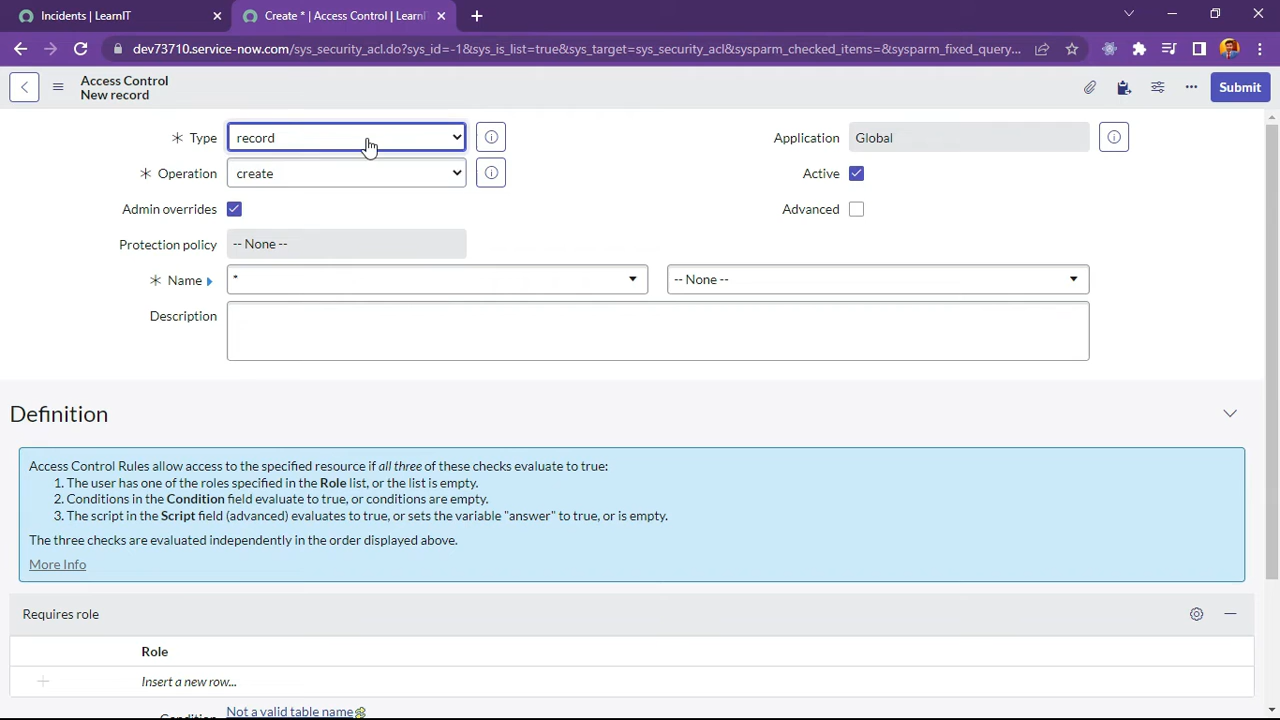 Incidents | LearnIT
Create * | Access Control | LearnIT
dev73710.service-now.com/sys_security_acl.do?sys_id=-1&sys_is_list=true&sys_target=sys_security_acl&sysparm_checked_items=&sysparm_fixed_query...
Access Control
New record
Submit
Type
record
Application
Global
Operation
create
Active
Admin overrides
Advanced
Protection policy
-- None --
Name
*
-- None --
Description
Definition
Access Control Rules allow access to the specified resource if all three of these checks evaluate to true:
1. The user has one of the roles specified in the Role list, or the list is empty.
2. Conditions in the Condition field evaluate to true, or conditions are empty.
3. The script in the Script field (advanced) evaluates to true, or sets the variable "answer" to true, or is empty.
The three checks are evaluated independently in the order displayed above.
More Info
Requires role
Role
Insert a new row...
Condition
Not a valid table name